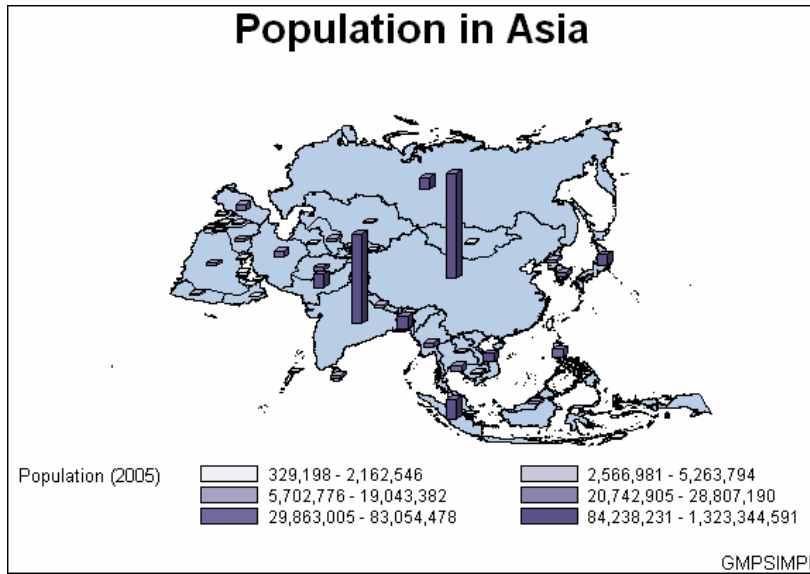 Population in Asia
Population (2005)
329,198 - 2,162,546
2,566,981 - 5,263,794
5,702,776 - 19,043,382
20,742,905 - 28,807,190
29,863,005 - 83,054,478
84,238,231 - 1,323,344,591
GMPSIMPL